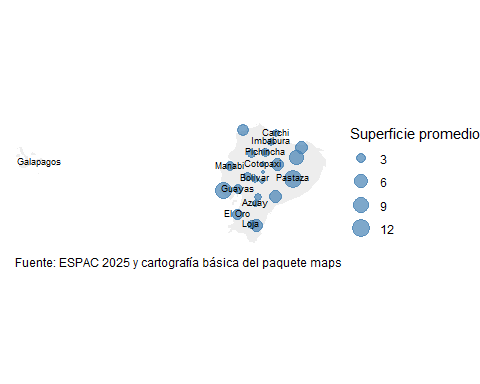 Carchi
Imbabura
Pichincha
Galapagos
Manabi
Cotopaxi
Bolivar
Pastaza
Guayas
Azuay
El Oro
Loja
Superficie promedio
3
6
9
12
Fuente: ESPAC 2025 y cartografía básica del paquete maps